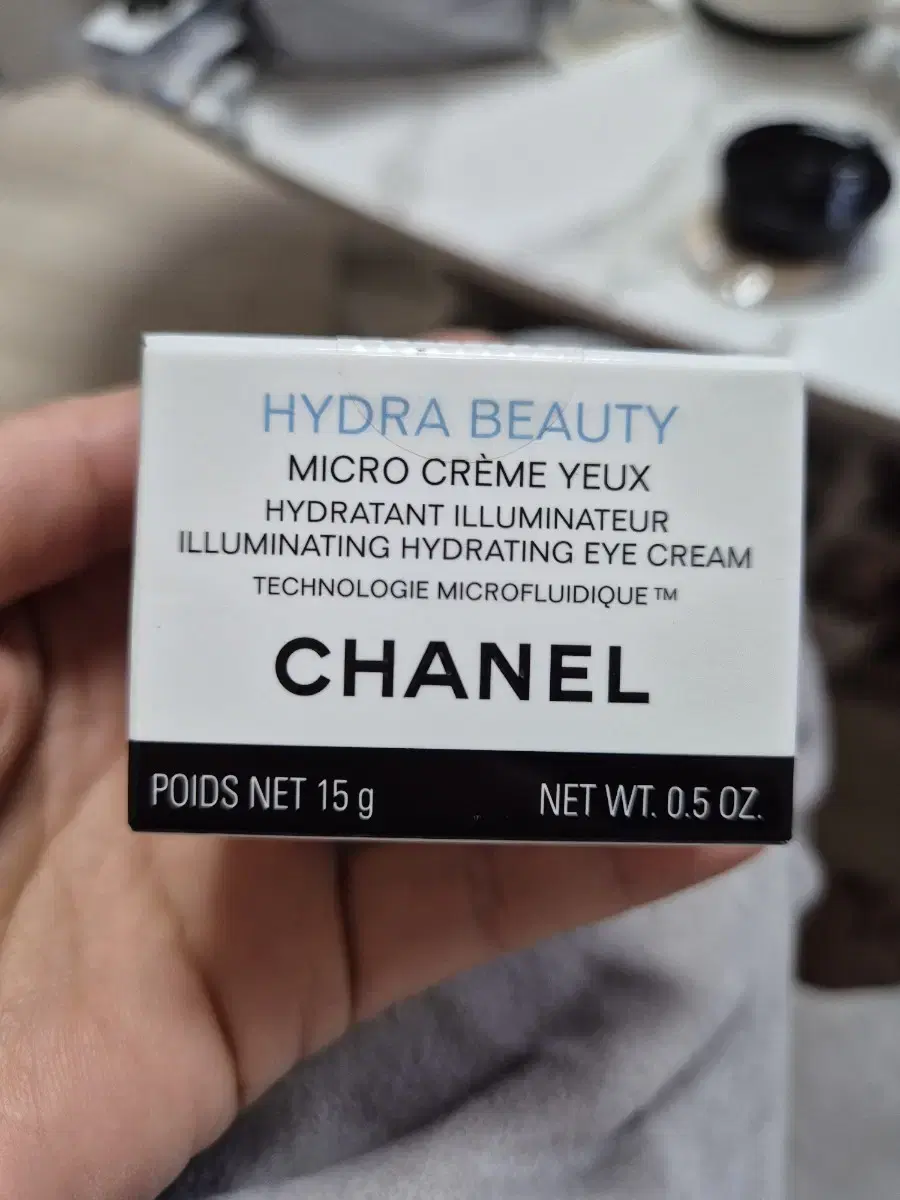 HYDRA BEAUTY
MICRO CRÈME YEUX
HYDRATANT ILLUMINATEUR
ILLUMINATING HYDRATING EYE CREAM
TECHNOLOGIE MICROFLUIDIQUE™
CHANEL
POIDS NET 15 g NET WT. 0.5 OZ.